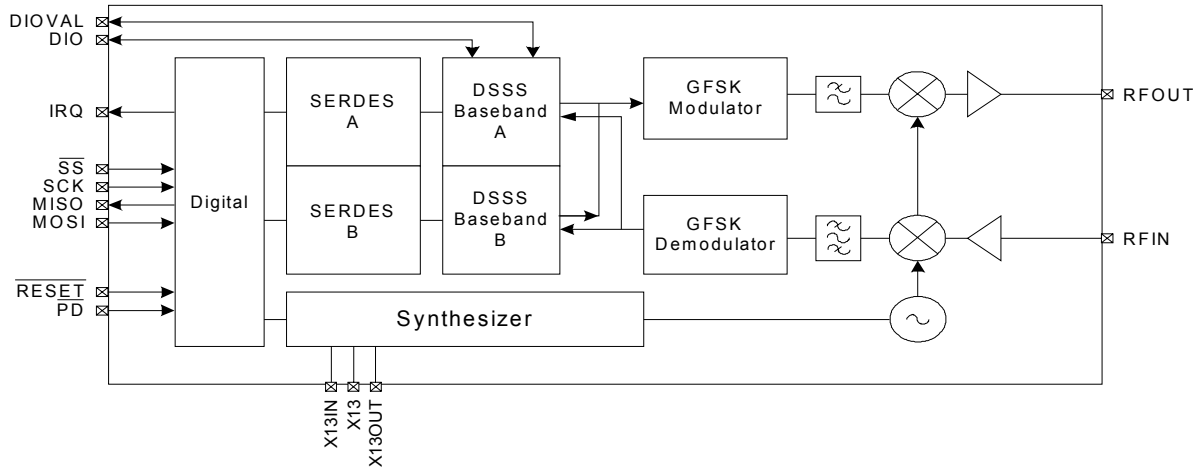 DIOVAL
DIO
IRQ
SS
SCK
MISO
MOSI
RESET
PD
Digital
SERDES
A
SERDES
B
DSSS
Baseband
A
DSSS
Baseband
B
GFSK
Modulator
GFSK
Demodulator
Synthesizer
RFOUT
RFIN
X13IN
X13
X13OUT